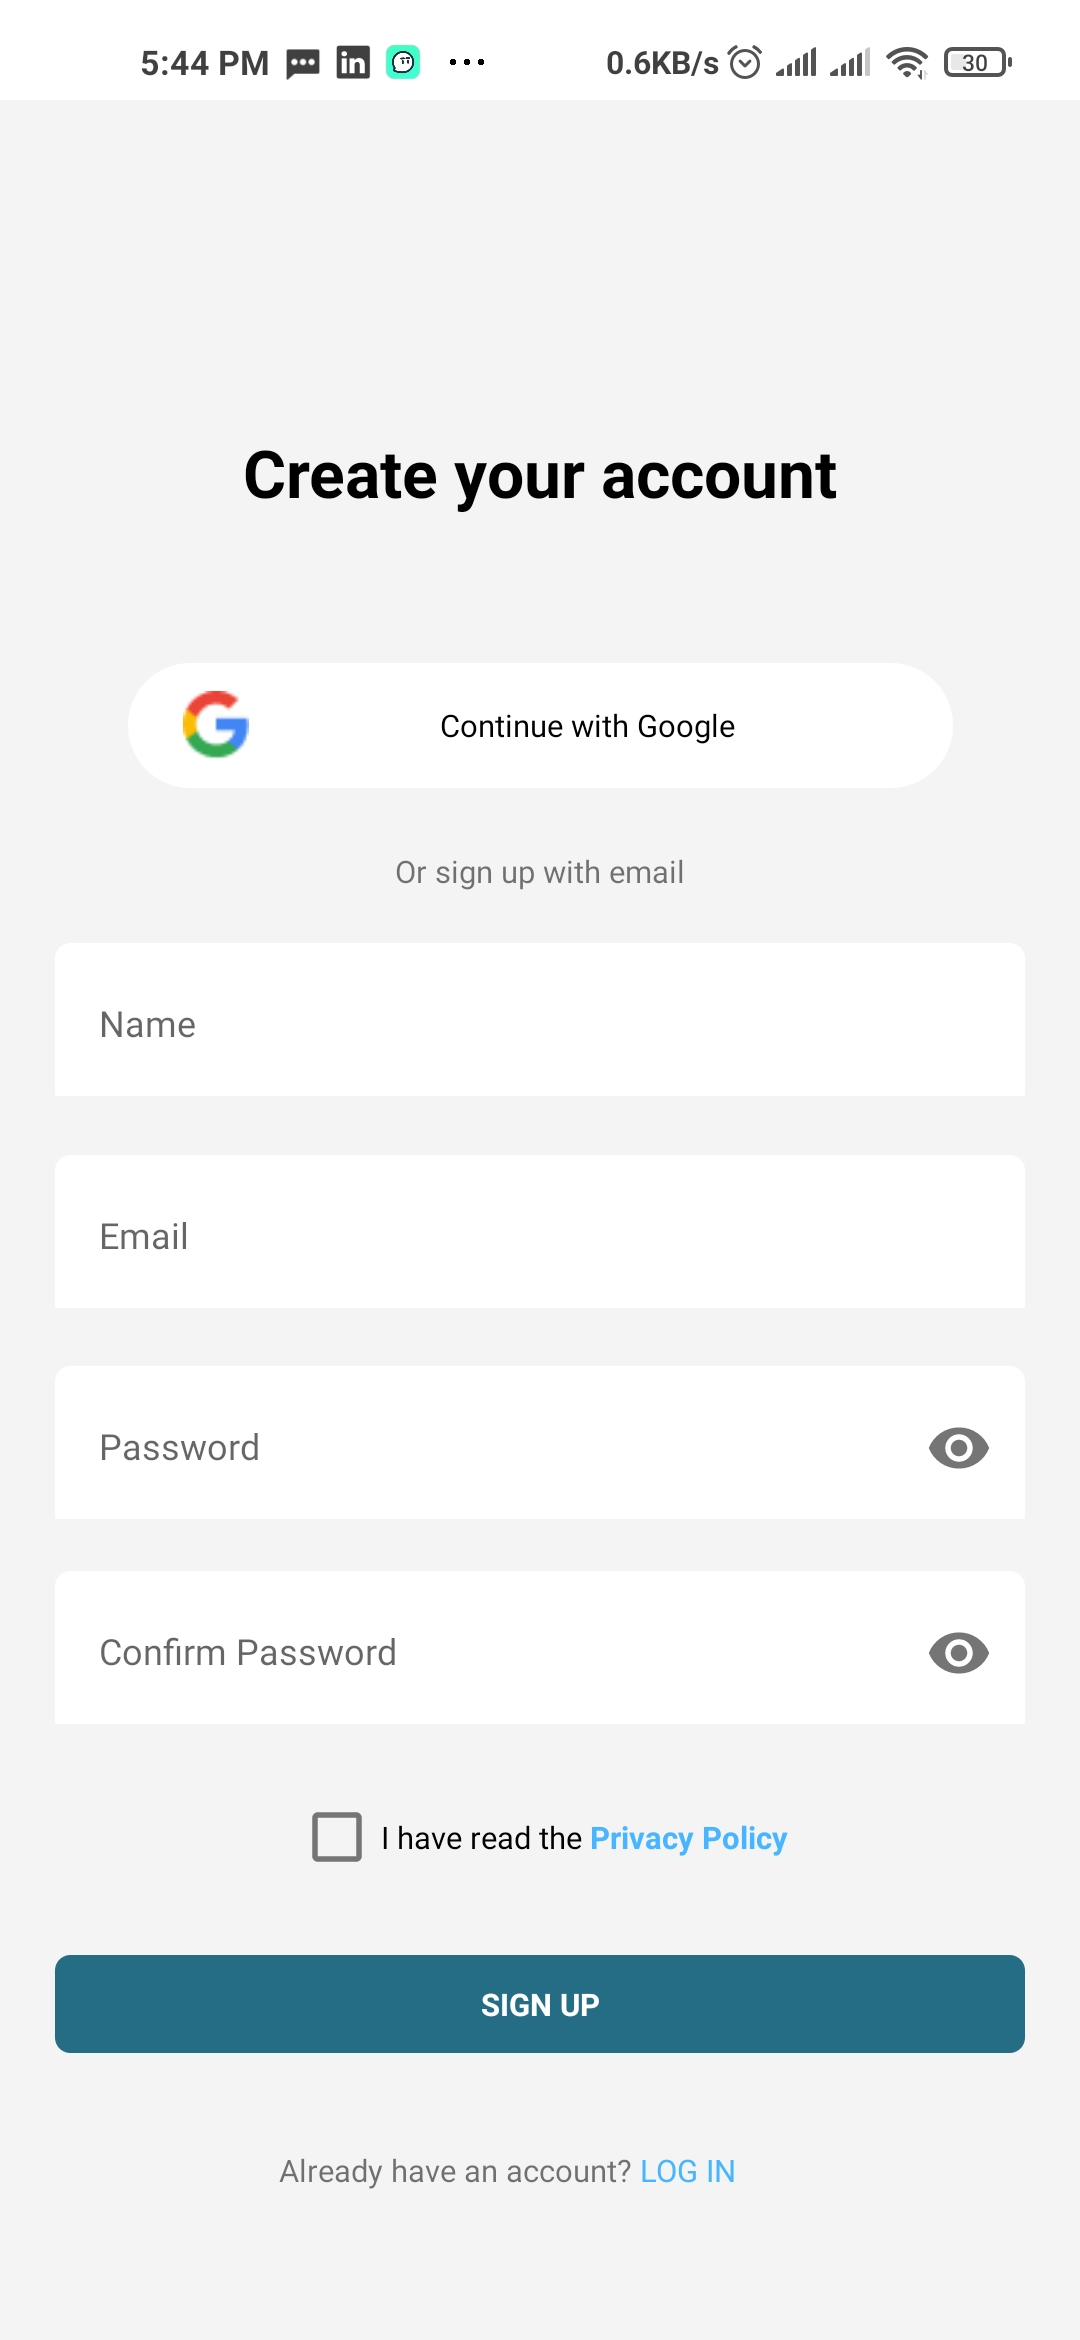 5:44 PM in ... 0.6KB/s 30
Create your account
Continue with Google
Or sign up with email
Name
Email
Password
Confirm Password
I have read the Privacy Policy
SIGN UP
Already have an account? LOG IN